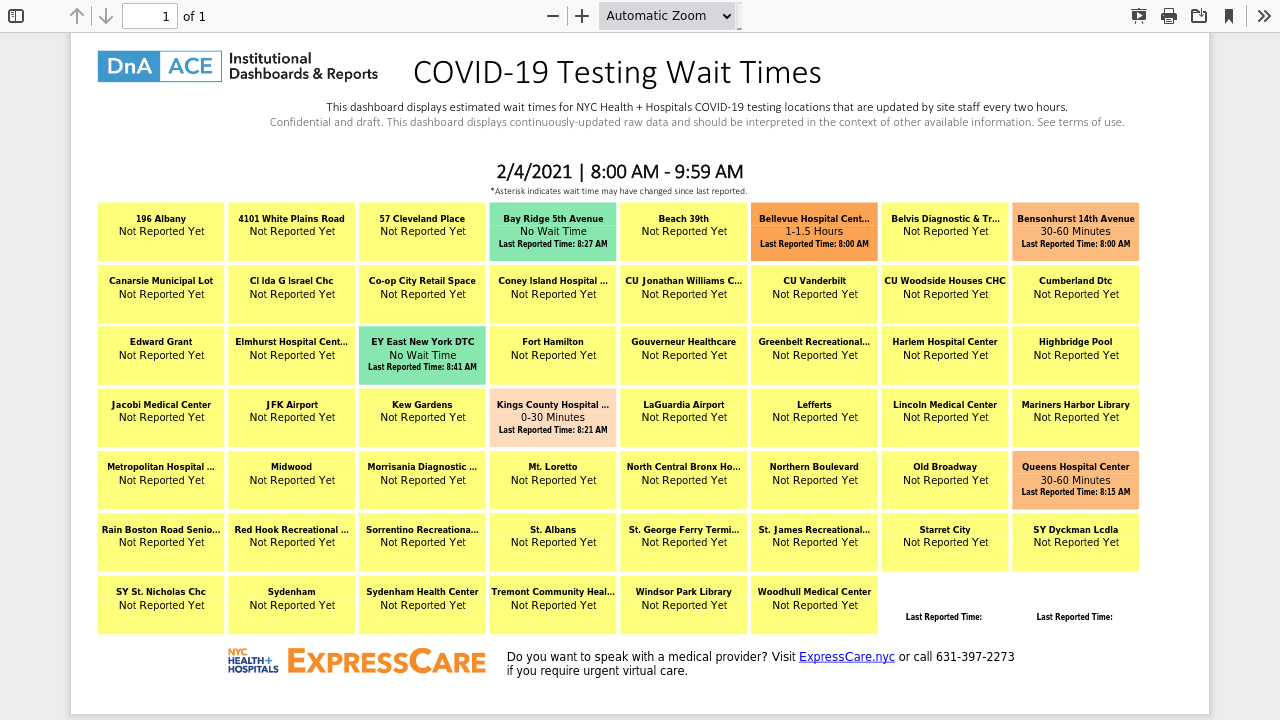 1 of 1 Automatic Zoom
DnA ACE Institutional
Dashboards & Reports
COVID-19 Testing Wait Times
This dashboard displays estimated wait times for NYC Health + Hospitals COVID-19 testing locations that are updated by site staff every two hours.
Confidential and draft. This dashboard displays continuously-updated raw data and should be interpreted in the context of other available information. See terms of use.
2/4/2021 | 8:00 AM - 9:59 AM
*Asterisk indicates wait time may have changed since last reported.
196 Albany
Not Reported Yet
4101 White Plains Road
Not Reported Yet
57 Cleveland Place
Not Reported Yet
Bay Ridge 5th Avenue
No Wait Time
Last Reported Time: 8:27 AM
Beach 39th
Not Reported Yet
Bellevue Hospital Cent...
1-1.5 Hours
Last Reported Time: 8:00 AM
Belvis Diagnostic & Tr...
Not Reported Yet
Bensonhurst 14th Avenue
30-60 Minutes
Last Reported Time: 8:00 AM
Canarsie Municipal Lot
Not Reported Yet
CI Ida G Israel Chc
Not Reported Yet
Co-op City Retail Space
Not Reported Yet
Coney Island Hospital ...
Not Reported Yet
CU Jonathan Williams C...
Not Reported Yet
CU Vanderbilt
Not Reported Yet
CU Woodside Houses CHC
Not Reported Yet
Cumberland Dtc
Not Reported Yet
Edward Grant
Not Reported Yet
Elmhurst Hospital Cent...
Not Reported Yet
EY East New York DTC
No Wait Time
Last Reported Time: 8:41 AM
Fort Hamilton
Not Reported Yet
Gouverneur Healthcare
Not Reported Yet
Greenbelt Recreational...
Not Reported Yet
Harlem Hospital Center
Not Reported Yet
Highbridge Pool
Not Reported Yet
Jacobi Medical Center
Not Reported Yet
JFK Airport
Not Reported Yet
Kew Gardens
Not Reported Yet
Kings County Hospital ...
0-30 Minutes
Last Reported Time: 8:21 AM
LaGuardia Airport
Not Reported Yet
Lefferts
Not Reported Yet
Lincoln Medical Center
Not Reported Yet
Mariners Harbor Library
Not Reported Yet
Metropolitan Hospital ...
Not Reported Yet
Midwood
Not Reported Yet
Morrisania Diagnostic ...
Not Reported Yet
Mt. Loretto
Not Reported Yet
North Central Bronx Ho...
Not Reported Yet
Northern Boulevard
Not Reported Yet
Old Broadway
Not Reported Yet
Queens Hospital Center
30-60 Minutes
Last Reported Time: 8:15 AM
Rain Boston Road Senio...
Not Reported Yet
Red Hook Recreational ...
Not Reported Yet
Sorrentino Recreationa...
Not Reported Yet
St. Albans
Not Reported Yet
St. George Ferry Termi...
Not Reported Yet
St. James Recreational...
Not Reported Yet
Starret City
Not Reported Yet
SY Dyckman Lcdla
Not Reported Yet
SY St. Nicholas Chc
Not Reported Yet
Sydenham
Not Reported Yet
Sydenham Health Center
Not Reported Yet
Tremont Community Heal...
Not Reported Yet
Windsor Park Library
Not Reported Yet
Woodhull Medical Center
Not Reported Yet
Last Reported Time:
Last Reported Time:
NYC
HEALTH+
HOSPITALS
EXPRESSCARE
Do you want to speak with a medical provider? Visit ExpressCare.nyc or call 631-397-2273
if you require urgent virtual care.